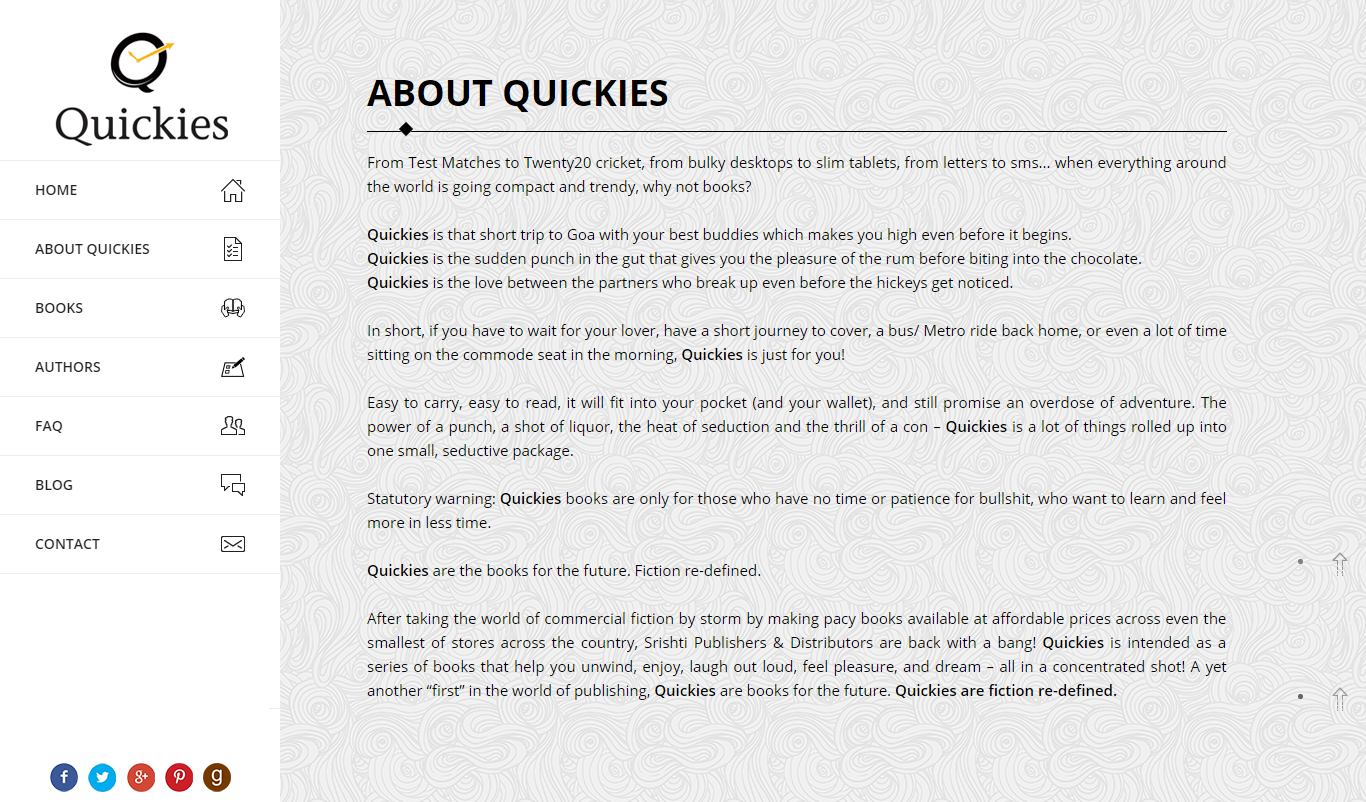 Quickies
HOME
ABOUT QUICKIES
BOOKS
AUTHORS
FAQ
BLOG
CONTACT
ABOUT QUICKIES
From Test Matches to Twenty20 cricket, from bulky desktops to slim tablets, from letters to sms... when everything around
the world is going compact and trendy, why not books?
Quickies is that short trip to Goa with your best buddies which makes you high even before it begins.
Quickies is the sudden punch in the gut that gives you the pleasure of the rum before biting into the chocolate.
Quickies is the love between the partners who break up even before the hickeys get noticed.
In short, if you have to wait for your lover, have a short journey to cover, a bus/ Metro ride back home, or even a lot of time
sitting on the commode seat in the morning, Quickies is just for you!
Easy to carry, easy to read, it will fit into your pocket (and your wallet), and still promise an overdose of adventure. The
power of a punch, a shot of liquor, the heat of seduction and the thrill of a con – Quickies is a lot of things rolled up into
one small, seductive package.
Statutory warning: Quickies books are only for those who have no time or patience for bullshit, who want to learn and feel
more in less time.
Quickies are the books for the future. Fiction re-defined.
After taking the world of commercial fiction by storm by making pacy books available at affordable prices across even the
smallest of stores across the country, Srishti Publishers & Distributors are back with a bang! Quickies is intended as a
series of books that help you unwind, enjoy, laugh out loud, feel pleasure, and dream – all in a concentrated shot! A yet
another “first” in the world of publishing, Quickies are books for the future. Quickies are fiction re-defined.
f
g+
g